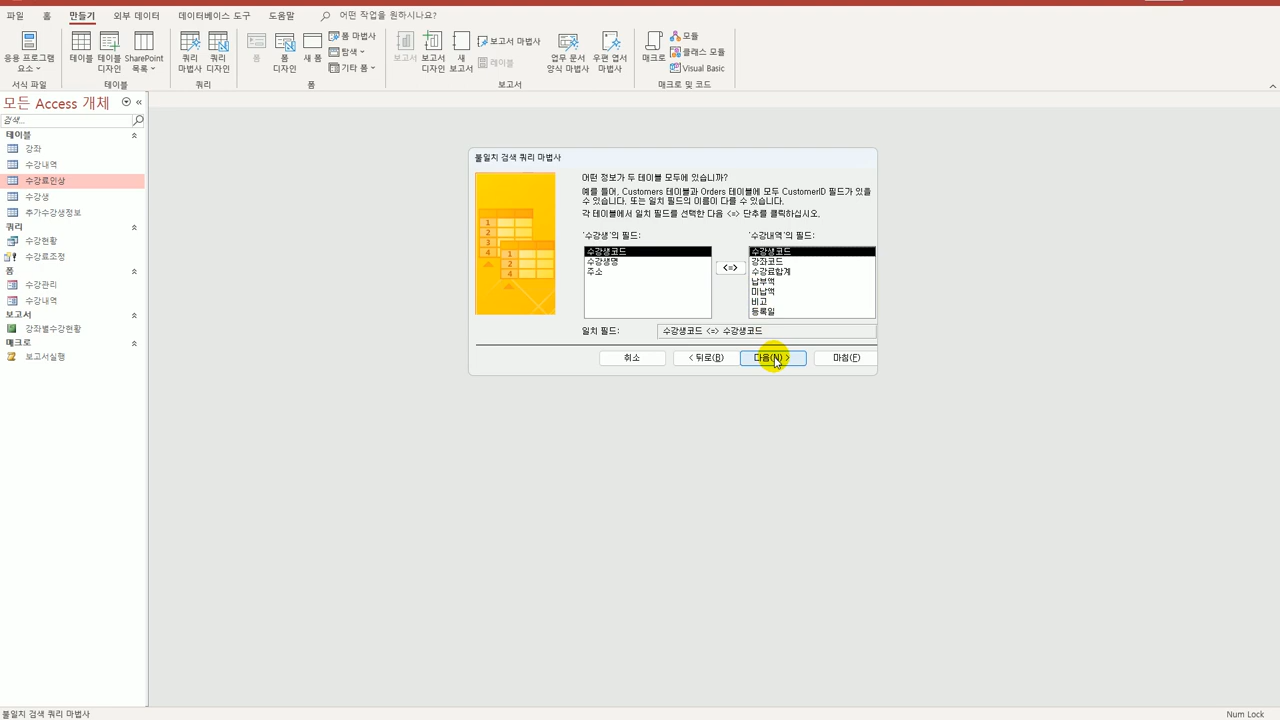 파일 홈 만들기 외부 데이터 데이터베이스 도구 도움말 어떤 작업을 원하시나요?
응용 프로그램 요소
서식 파일
테이블
테이블 디자인
SharePoint 목록
테이블
쿼리 마법사
쿼리 디자인
쿼리
폼
폼 디자인
새 폼
폼 마법사
탐색
기타 폼
폼
보고서
보고서 디자인
새 보고서
보고서 마법사
레이블
업무 문서 양식 마법사
우편 엽서 마법사
보고서
매크로
모듈
클래스 모듈
Visual Basic
매크로 및 코드
모든 Access 개체
검색...
테이블
강좌
수강내역
수강료인상
수강생
추가수강생정보
쿼리
수강현황
수강료조정
폼
수강관리
수강내역
보고서
강좌별수강현황
매크로
보고서실행
불일치 검색 쿼리 마법사
어떤 정보가 두 테이블 모두에 있습니까?
예를 들어, Customers 테이블과 Orders 테이블에 모두 CustomerID 필드가 있을
수 있습니다. 또는 일치 필드의 이름이 다를 수 있습니다.
각 테이블에서 일치 필드를 선택한 다음 <=> 단추를 클릭하십시오.
'수강생'의 필드:
수강생코드
수강생명
주소
<=>
'수강내역'의 필드:
수강생코드
강좌코드
수강료합계
납부액
미납액
비고
등록일
일치 필드: 수강생코드 <=> 수강생코드
취소 < 뒤로(B) 다음(N) > 마침(F)
1
2
3
4
1
2
4
불일치 검색 쿼리 마법사
Num Lock